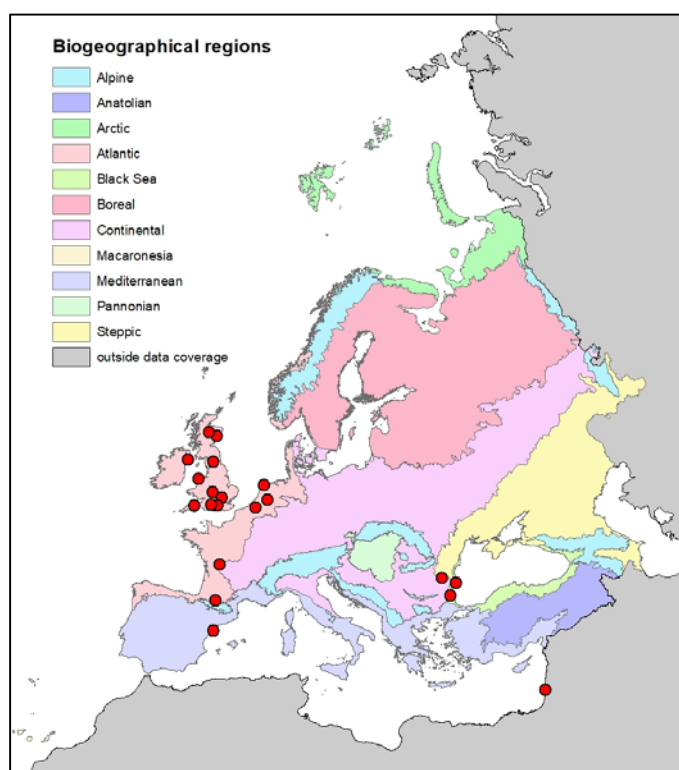 Biogeographical regions
Alpine
Anatolian
Arctic
Atlantic
Black Sea
Boreal
Continental
Macaronesia
Mediterranean
Pannonian
Steppic
outside data coverage